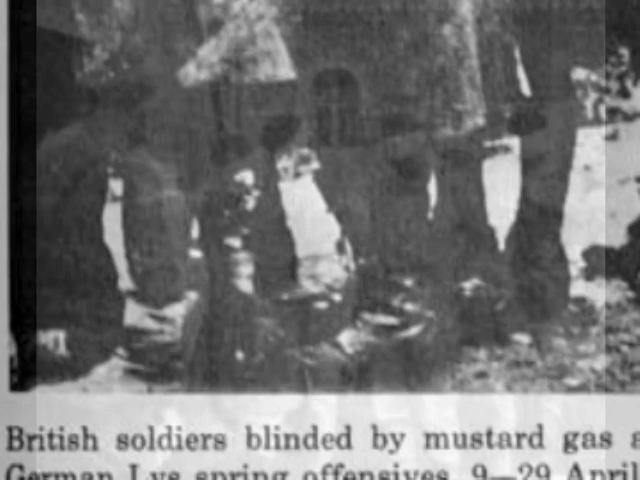 British soldiers blinded by mustard gas
German Lys spring offensives, 9–29 April